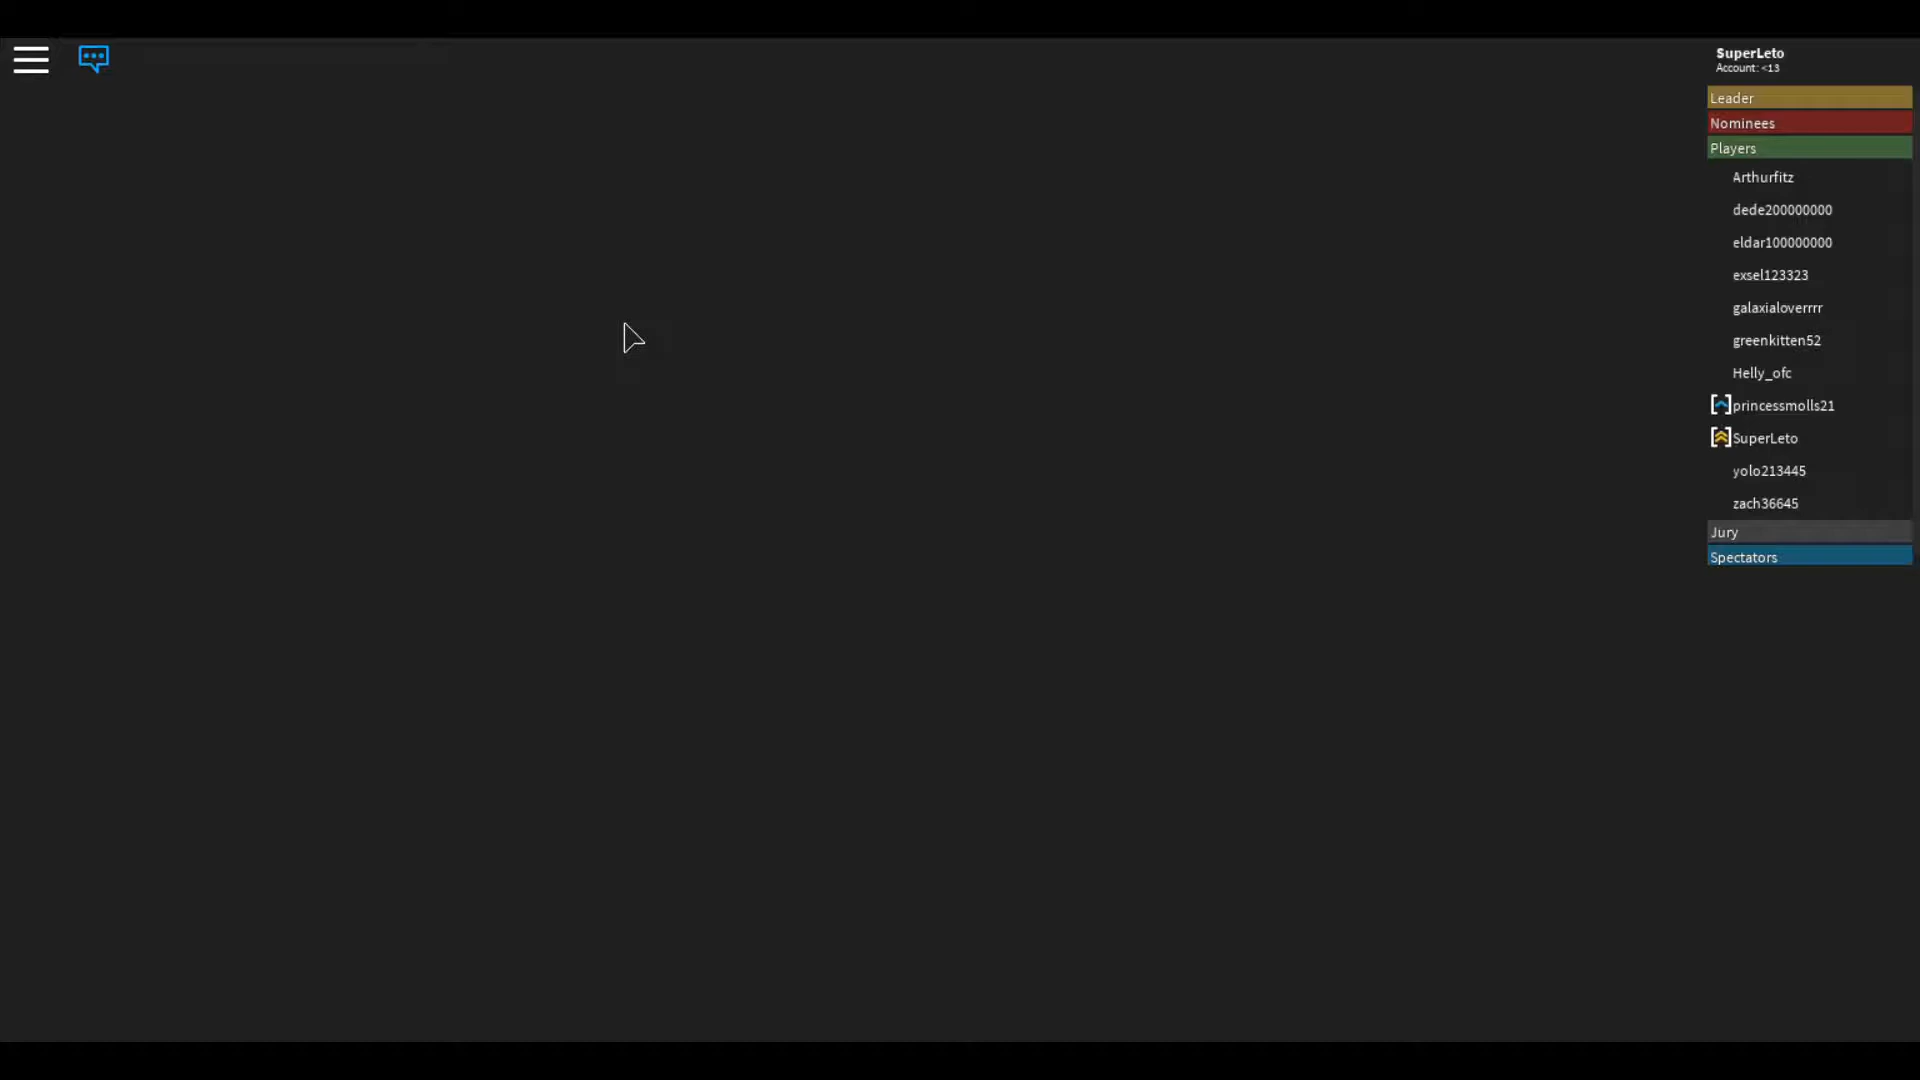 SuperLeto
Account: <13
Leader
Nominees
Players
Arthurfitz
dede200000000
eldar100000000
exsel123323
galaxialoverrrr
greenkitten52
Helly_ofc
princessmolls21
SuperLeto
yolo213445
zach36645
Jury
Spectators